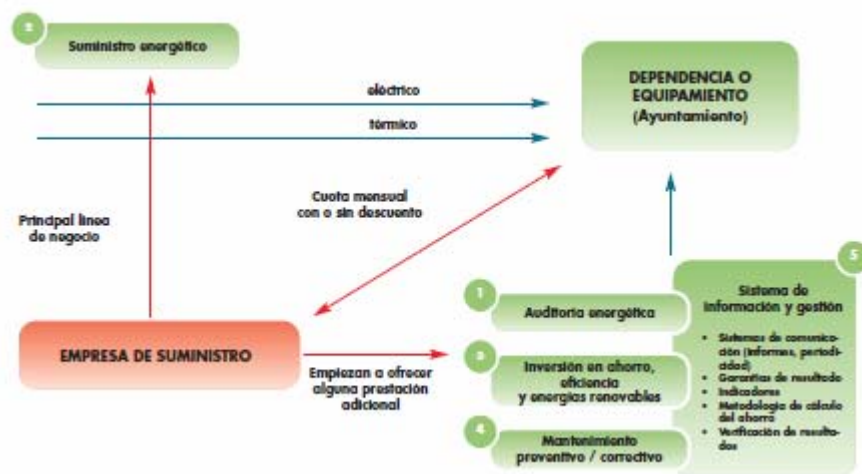 2
Suministro energético
eléctrico
térmico
DEPENDENCIA O
EQUIPAMIENTO
(Ayuntamiento)
Cuota mensual
con o sin descuento
Principal línea
de negocio
EMPRESA DE SUMINISTRO
Empiezan a ofrecer
alguna prestación
adicional
1
Auditoría energética
3
Inversión en ahorro,
eficiencia
y energías renovables
4
Mantenimiento
preventivo / correctivo
5
Sistema de
información y gestión
• Sistemas de comunica-
ción (informes, periodi-
cidad)
• Garantías de resultado
• Indicadores
• Metodología de cálculo
del ahorro
• Verificación de resulta-
dos